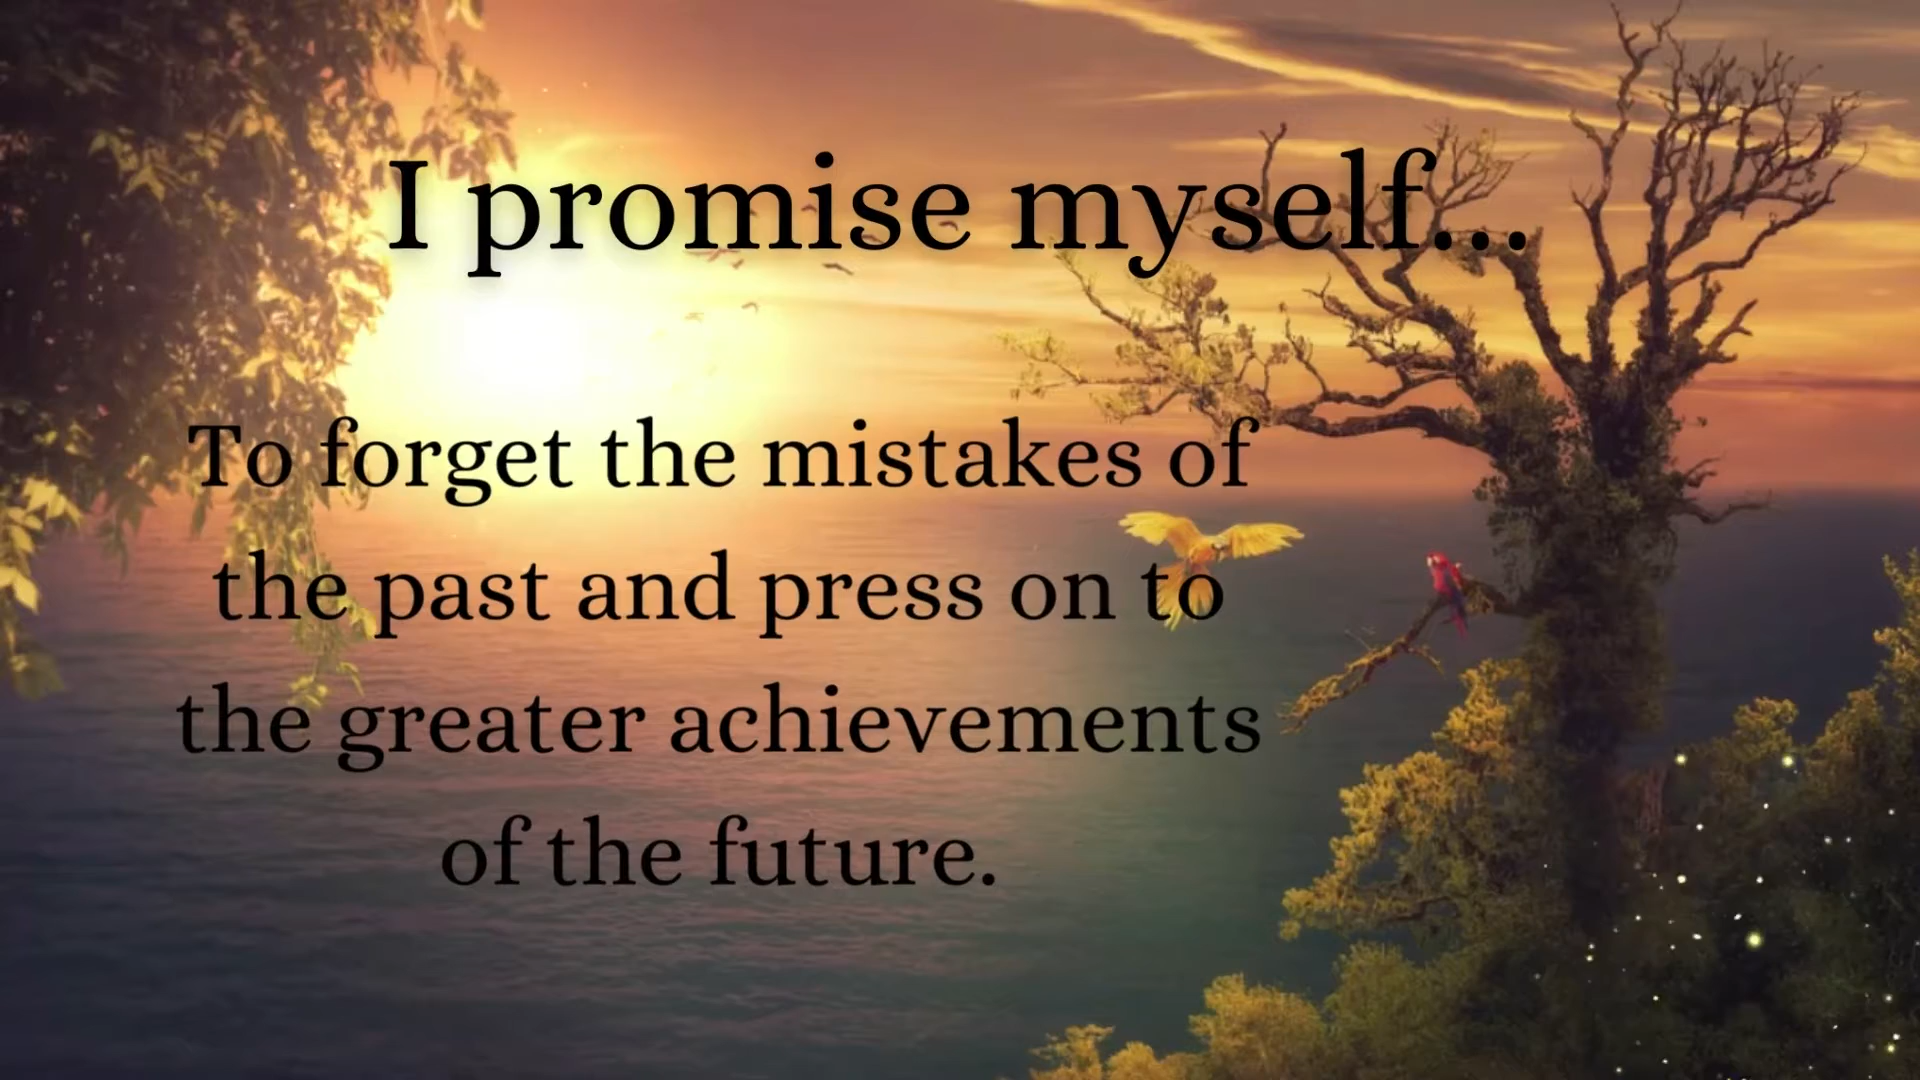 I promise myself...
To forget the mistakes of
the past and press on to
the greater achievements
of the future.